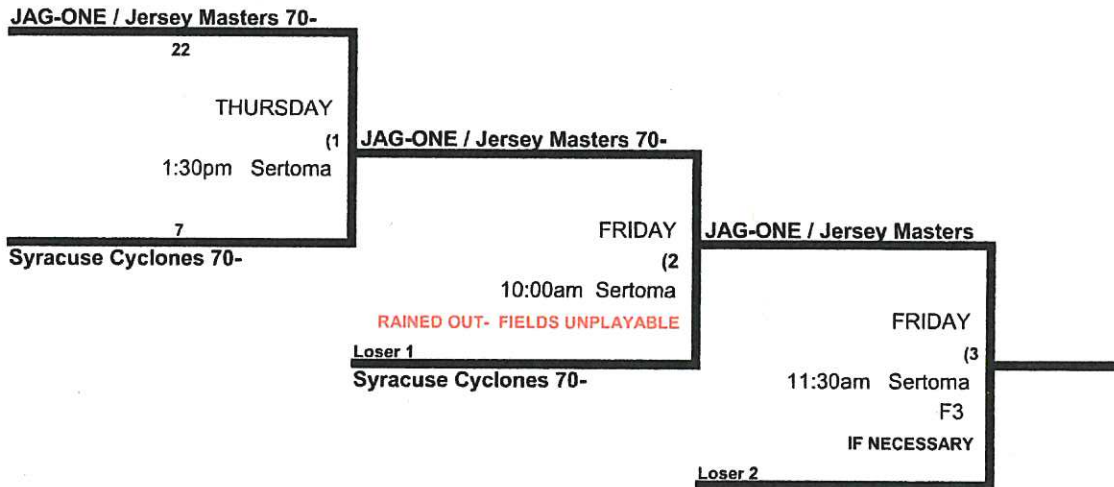 JAG-ONE / Jersey Masters 70-
22
THURSDAY
(1
1:30pm Sertoma
7
Syracuse Cyclones 70-
JAG-ONE / Jersey Masters 70-
FRIDAY
(2
10:00am Sertoma
RAINED OUT- FIELDS UNPLAYABLE
Loser 1
Syracuse Cyclones 70-
JAG-ONE / Jersey Masters
FRIDAY
(3
11:30am Sertoma
F3
IF NECESSARY
Loser 2